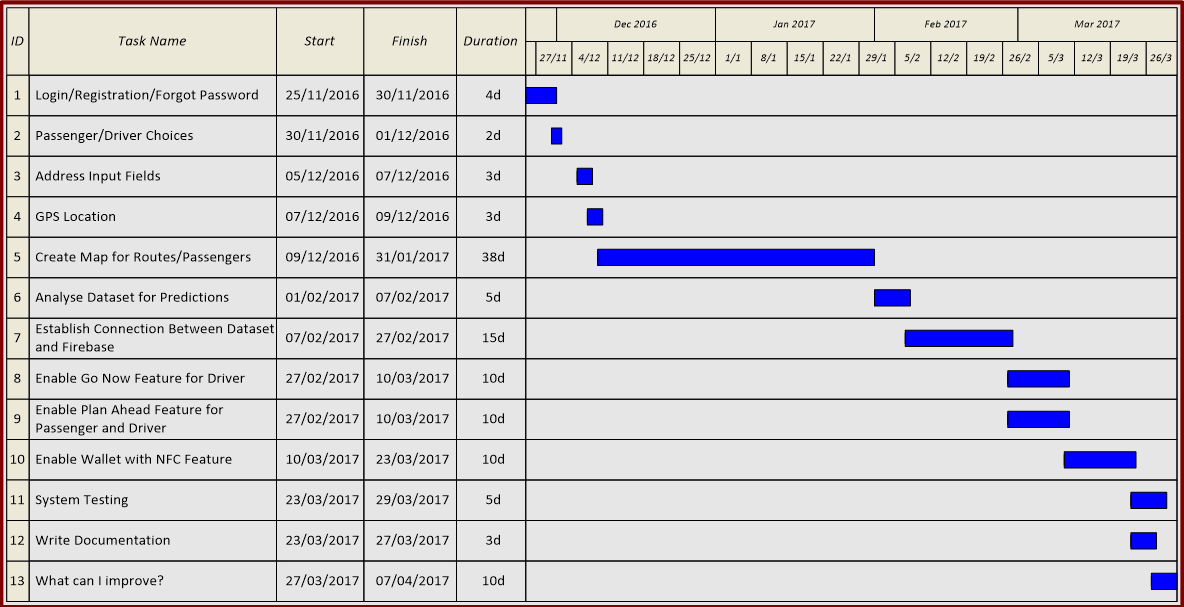 ID Task Name Start Finish Duration Dec 2016 Jan 2017 Feb 2017 Mar 2017
27/11 4/12 11/12 18/12 25/12 1/1 8/1 15/1 22/1 29/1 5/2 12/2 19/2 26/2 5/3 12/3 19/3 26/3
1 Login/Registration/Forgot Password 25/11/2016 30/11/2016 4d
2 Passenger/Driver Choices 30/11/2016 01/12/2016 2d
3 Address Input Fields 05/12/2016 07/12/2016 3d
4 GPS Location 07/12/2016 09/12/2016 3d
5 Create Map for Routes/Passengers 09/12/2016 31/01/2017 38d
6 Analyse Dataset for Predictions 01/02/2017 07/02/2017 5d
7 Establish Connection Between Dataset
and Firebase 07/02/2017 27/02/2017 15d
8 Enable Go Now Feature for Driver 27/02/2017 10/03/2017 10d
9 Enable Plan Ahead Feature for
Passenger and Driver 27/02/2017 10/03/2017 10d
10 Enable Wallet with NFC Feature 10/03/2017 23/03/2017 10d
11 System Testing 23/03/2017 29/03/2017 5d
12 Write Documentation 23/03/2017 27/03/2017 3d
13 What can I improve? 27/03/2017 07/04/2017 10d